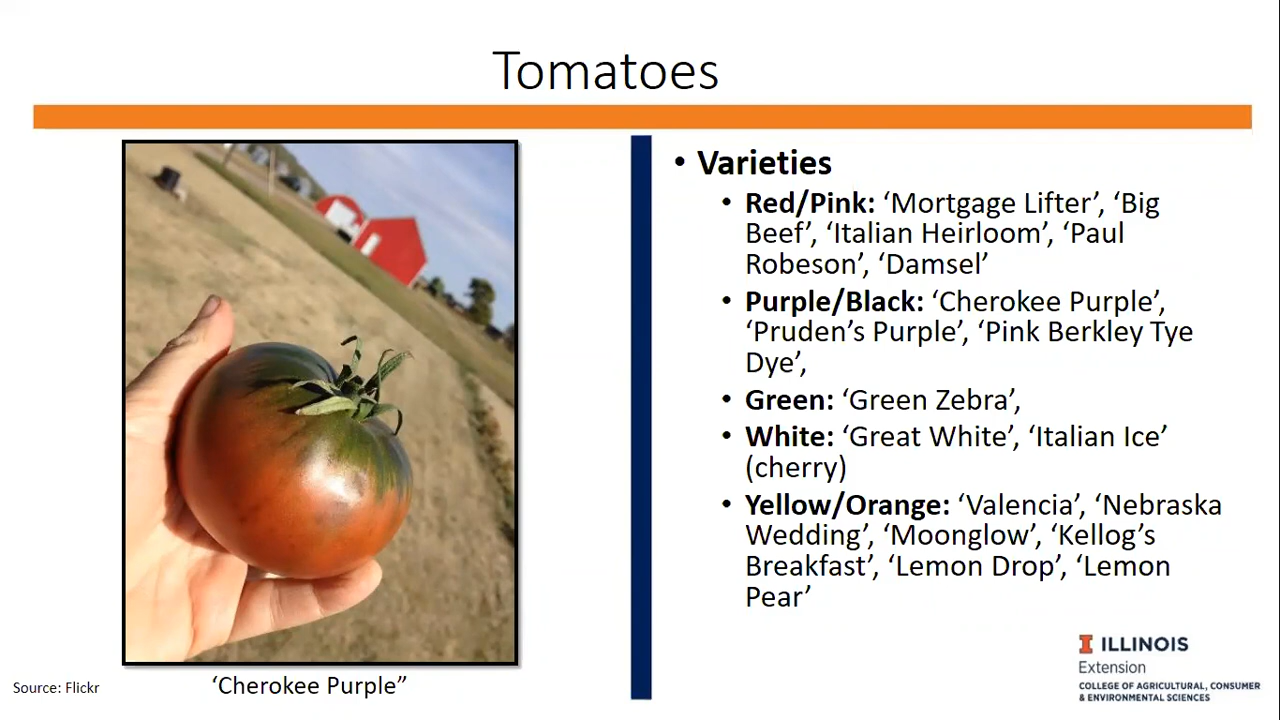 Tomatoes
• Varieties
• Red/Pink: ‘Mortgage Lifter’, ‘Big
Beef’, ‘Italian Heirloom’, ‘Paul
Robeson’, ‘Damsel’
• Purple/Black: ‘Cherokee Purple’,
‘Pruden’s Purple’, ‘Pink Berkley Tye
Dye’,
• Green: ‘Green Zebra’,
• White: ‘Great White’, ‘Italian Ice’
(cherry)
• Yellow/Orange: ‘Valencia’, ‘Nebraska
Wedding’, ‘Moonglow’, ‘Kellog’s
Breakfast’, ‘Lemon Drop’, ‘Lemon
Pear’
‘Cherokee Purple”
Source: Flickr
I ILLINOIS
Extension
COLLEGE OF AGRICULTURAL, CONSUMER
& ENVIRONMENTAL SCIENCES